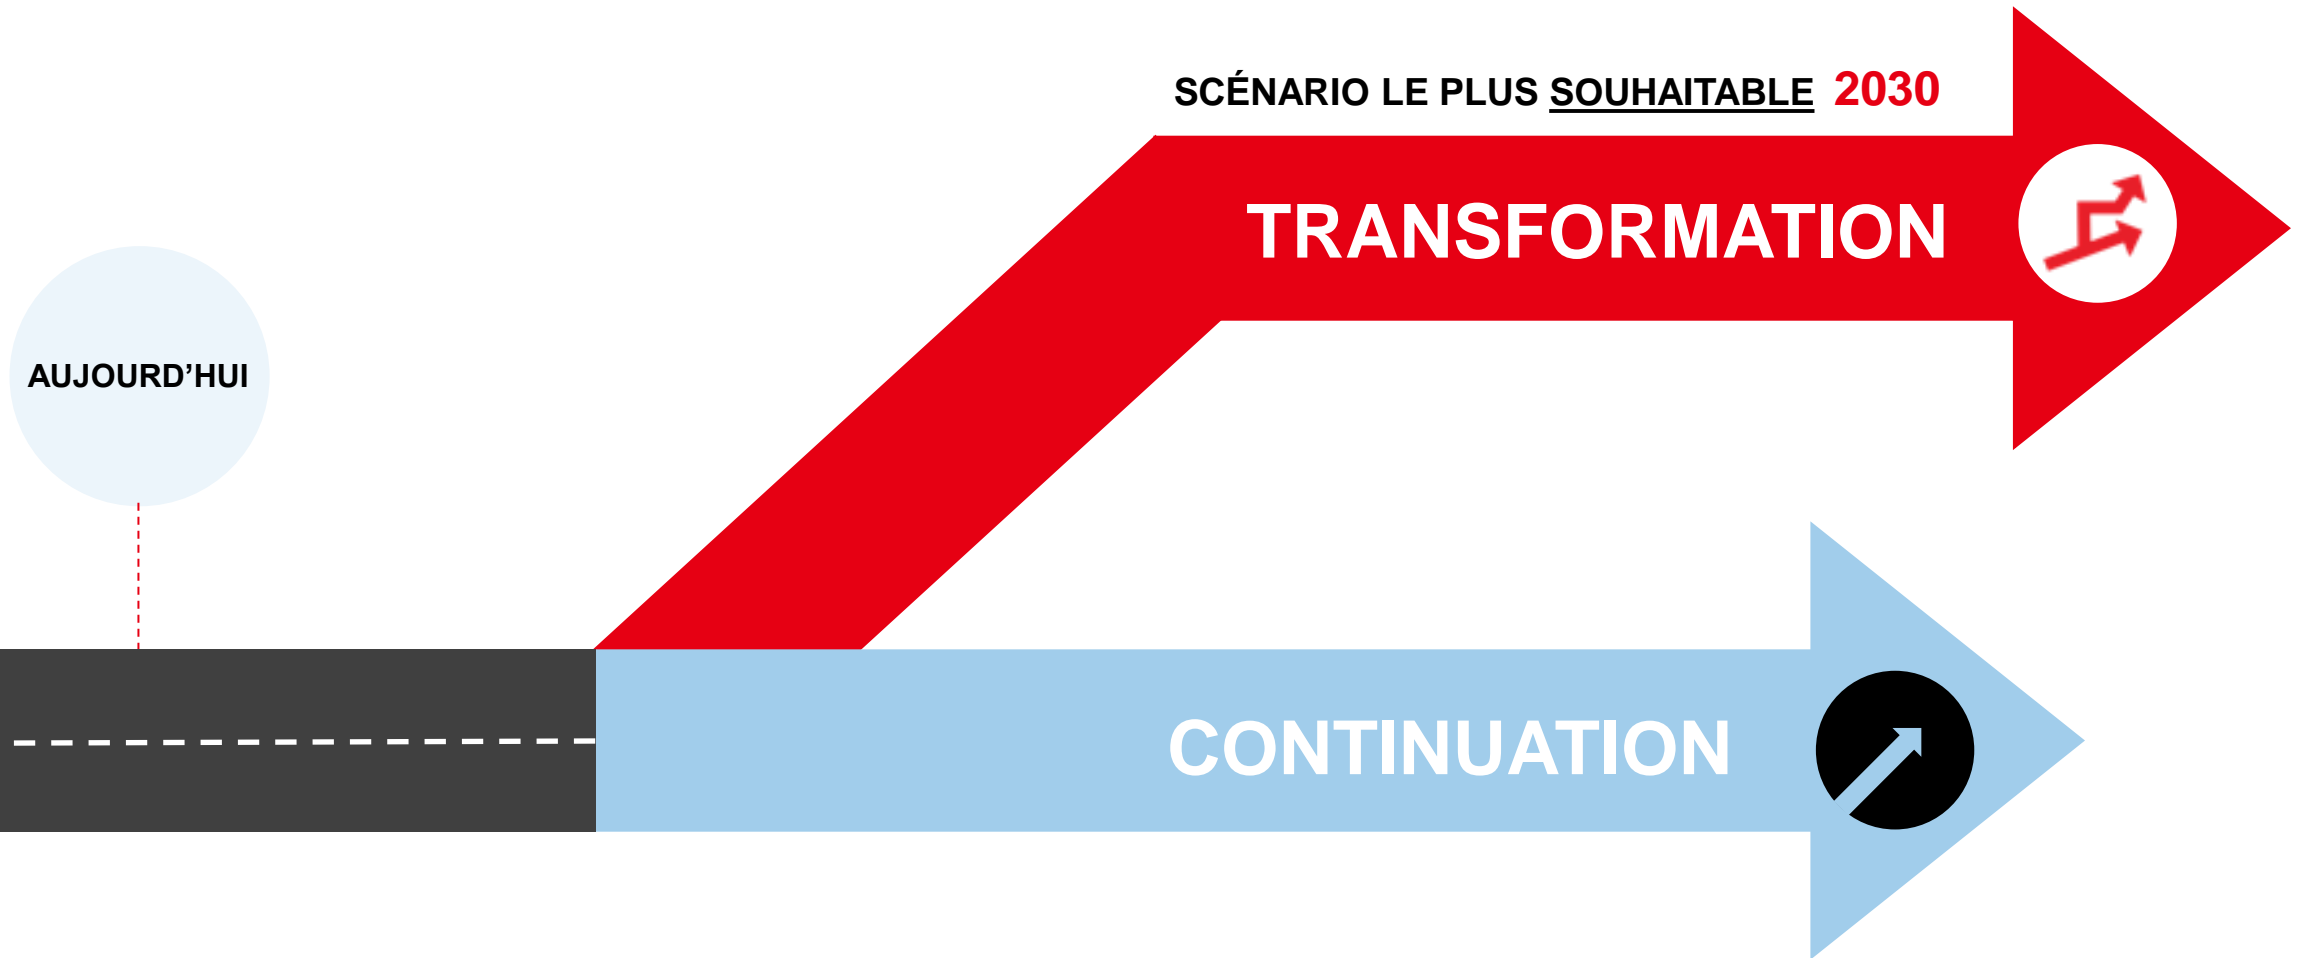 SCÉNARIO LE PLUS SOUHAITABLE 2030
TRANSFORMATION
AUJOURD’HUI
CONTINUATION